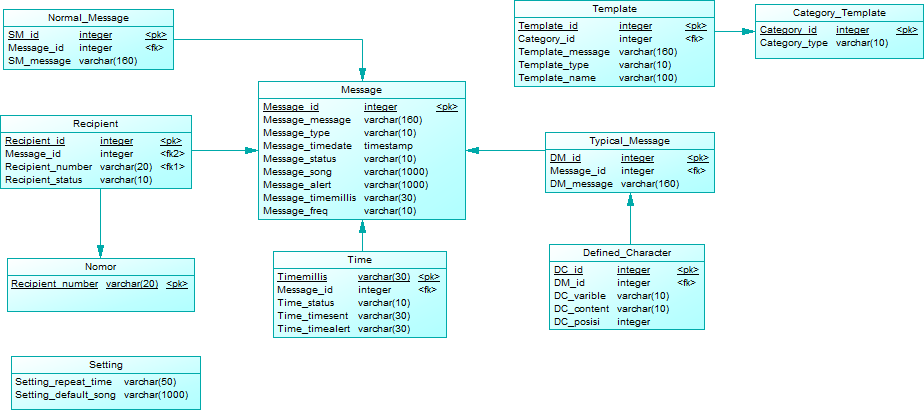 Normal_Message
SM_id integer <pk>
Message_id integer <fk>
SM_message varchar(160)
Template
Template_id integer <pk>
Category_id integer <fk>
Template_message varchar(160)
Template_type varchar(10)
Template_name varchar(100)
Category_Template
Category_id integer <pk>
Category_type varchar(10)
Message
Message_id integer <pk>
Message_message varchar(160)
Message_type varchar(10)
Message_timedate timestamp
Message_status varchar(10)
Message_song varchar(1000)
Message_alert varchar(1000)
Message_timemillis varchar(30)
Message_freq varchar(10)
Recipient
Recipient_id integer <pk>
Message_id integer <fk2>
Recipient_number varchar(20) <fk1>
Recipient_status varchar(10)
Typical_Message
DM_id integer <pk>
Message_id integer <fk>
DM_message varchar(160)
Nomor
Recipient_number varchar(20) <pk>
Time
Timemillis varchar(30) <pk>
Message_id integer <fk>
Time_status varchar(10)
Time_timesent varchar(30)
Time_timealert varchar(30)
Defined_Character
DC_id integer <pk>
DM_id integer <fk>
DC_varible varchar(10)
DC_content varchar(10)
DC_posisi integer
Setting
Setting_repeat_time varchar(50)
Setting_default_song varchar(1000)